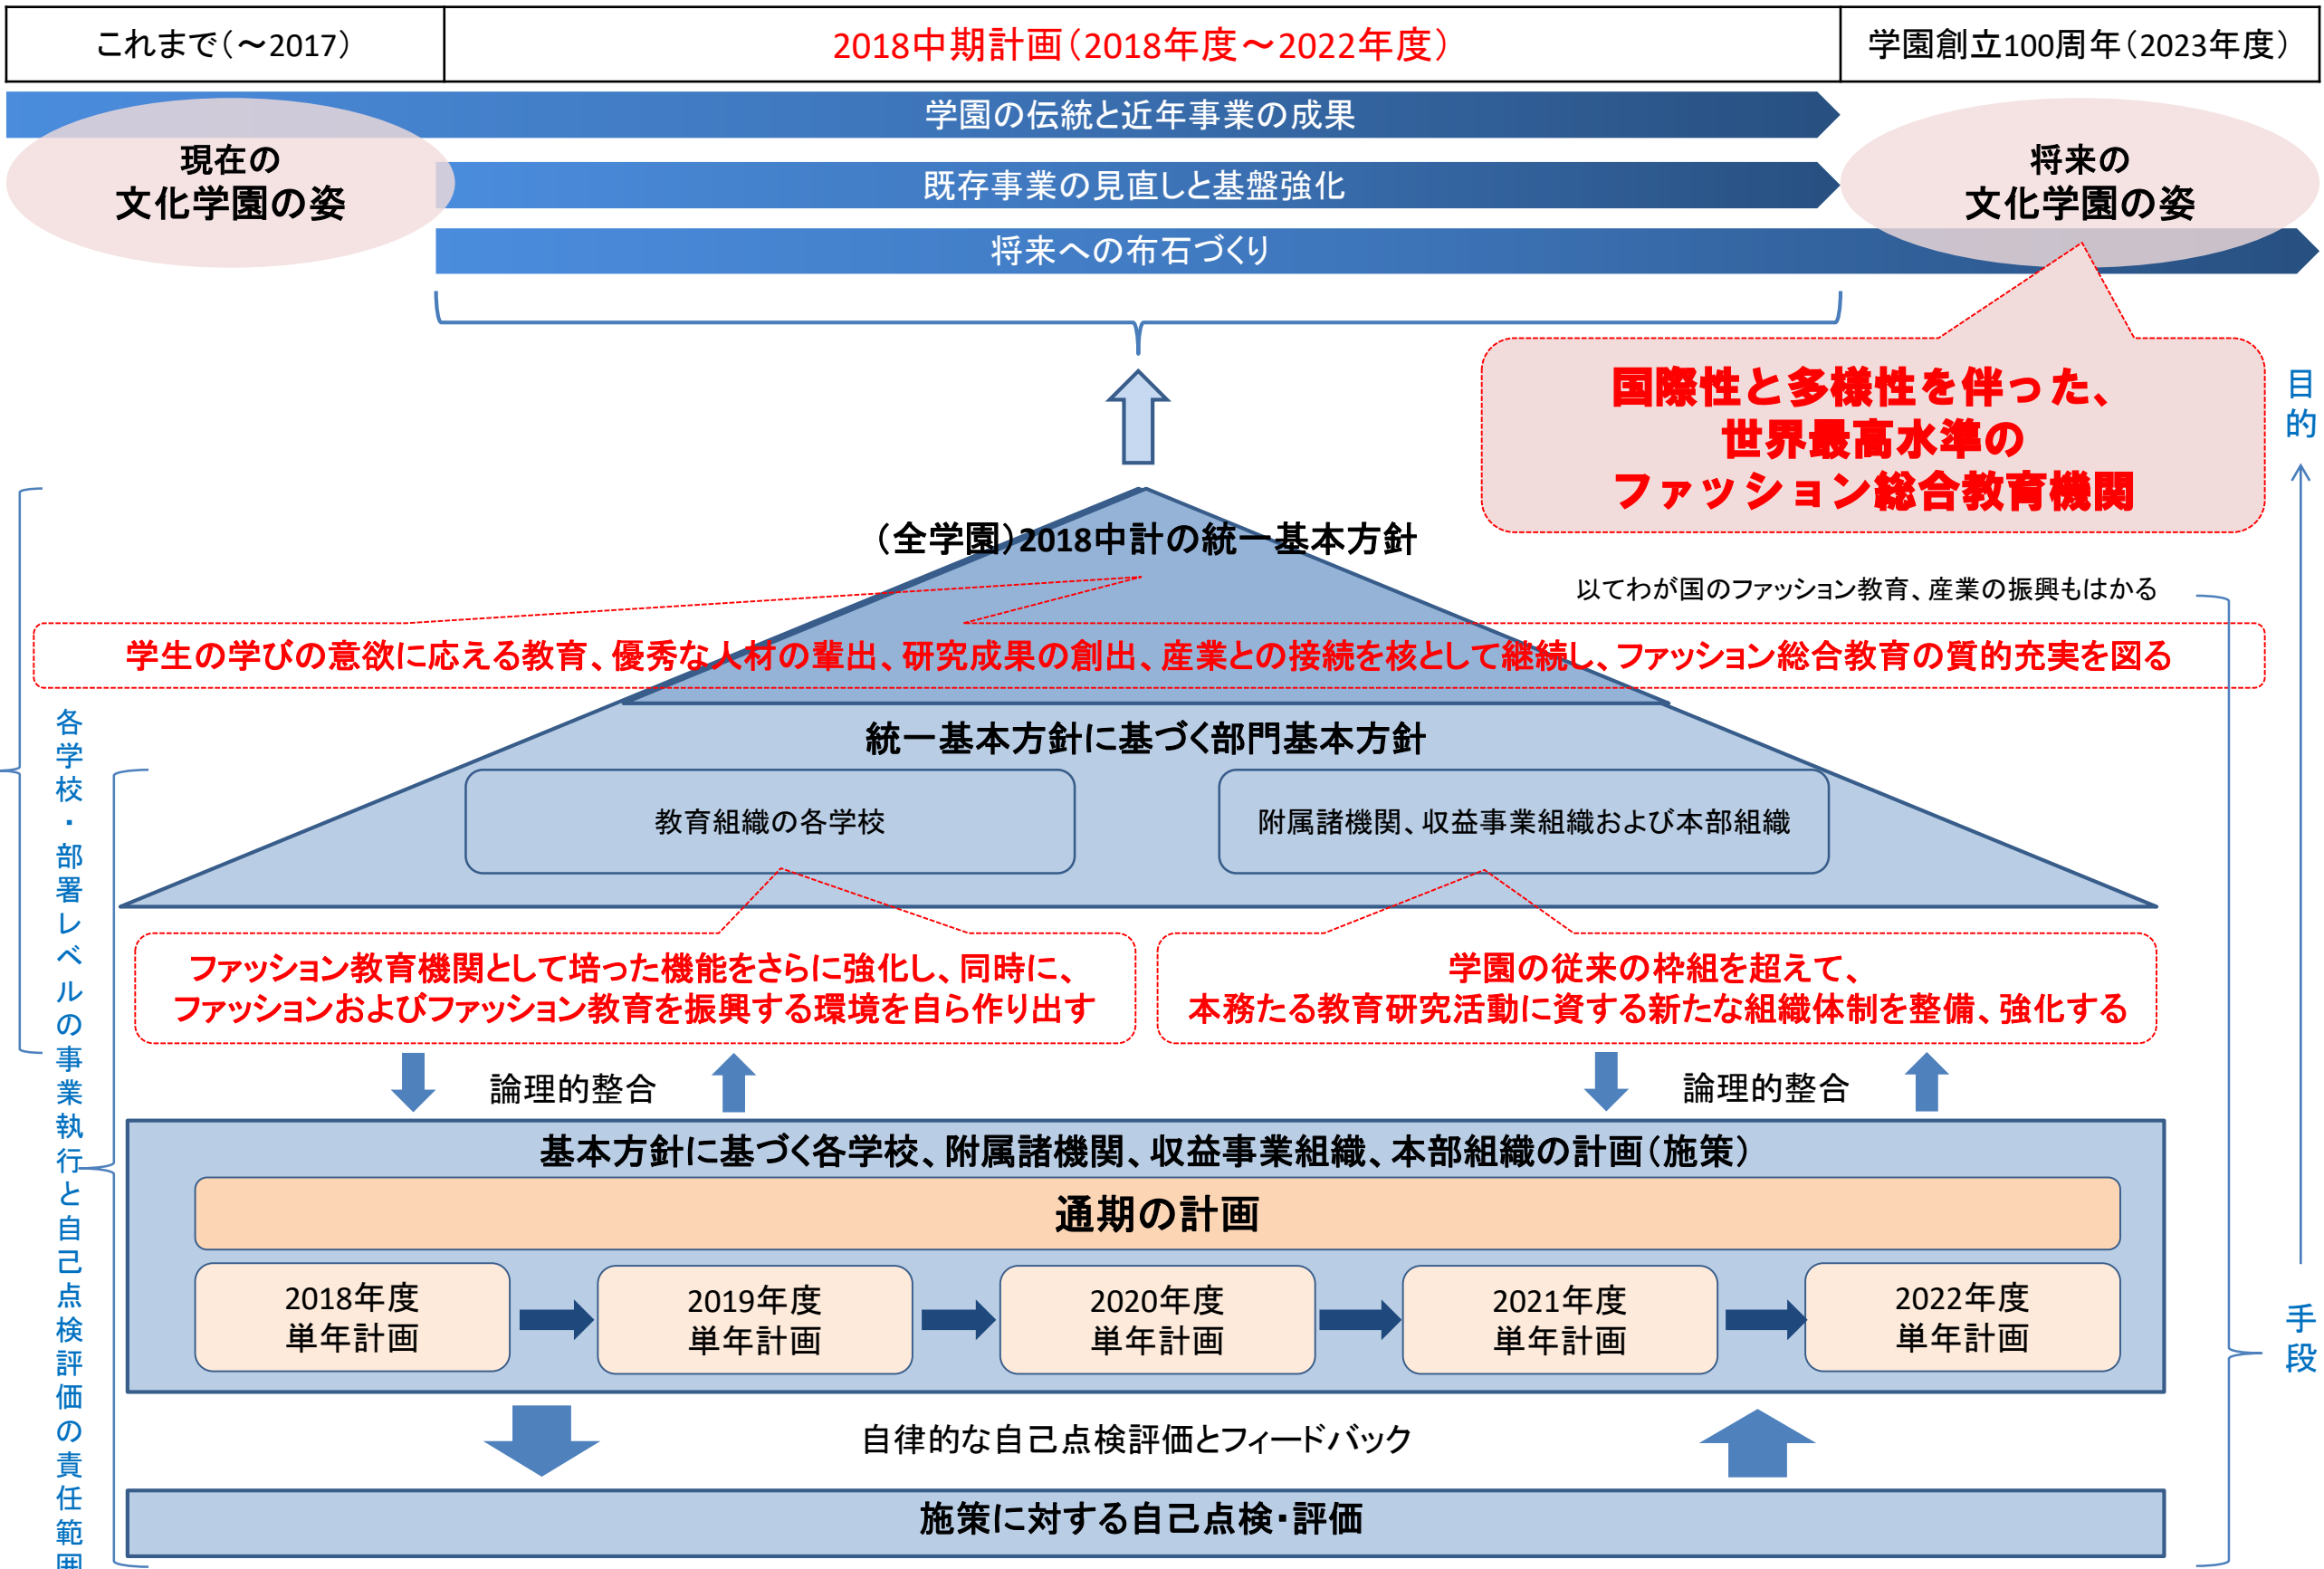 これまで（～2017）
2018中期計画（2018年度～2022年度）
学園創立100周年（2023年度）
学園の伝統と近年事業の成果
現在の
文化学園の姿
既存事業の見直しと基盤強化
将来の
文化学園の姿
将来への布石づくり
国際性と多様性を伴った、
世界最高水準の
ファッション総合教育機関
目的
（全学園）2018中計の統一基本方針
以てわが国のファッション教育、産業の振興もはかる
学生の学びの意欲に応える教育、優秀な人材の輩出、研究成果の創出、産業との接続を核として継続し、ファッション総合教育の質的充実を図る
統一基本方針に基づく部門基本方針
教育組織の各学校
附属諸機関、収益事業組織および本部組織
ファッション教育機関として培った機能をさらに強化し、同時に、
ファッションおよびファッション教育を振興する環境を自ら作り出す
学園の従来の枠組を超えて、
本務たる教育研究活動に資する新たな組織体制を整備、強化する
論理的整合
論理的整合
各学校・部署レベルの事業執行と自己点検評価の責任範囲
基本方針に基づく各学校、附属諸機関、収益事業組織、本部組織の計画（施策）
通期の計画
2018年度
単年計画
2019年度
単年計画
2020年度
単年計画
2021年度
単年計画
2022年度
単年計画
手段
自律的な自己点検評価とフィードバック
施策に対する自己点検・評価